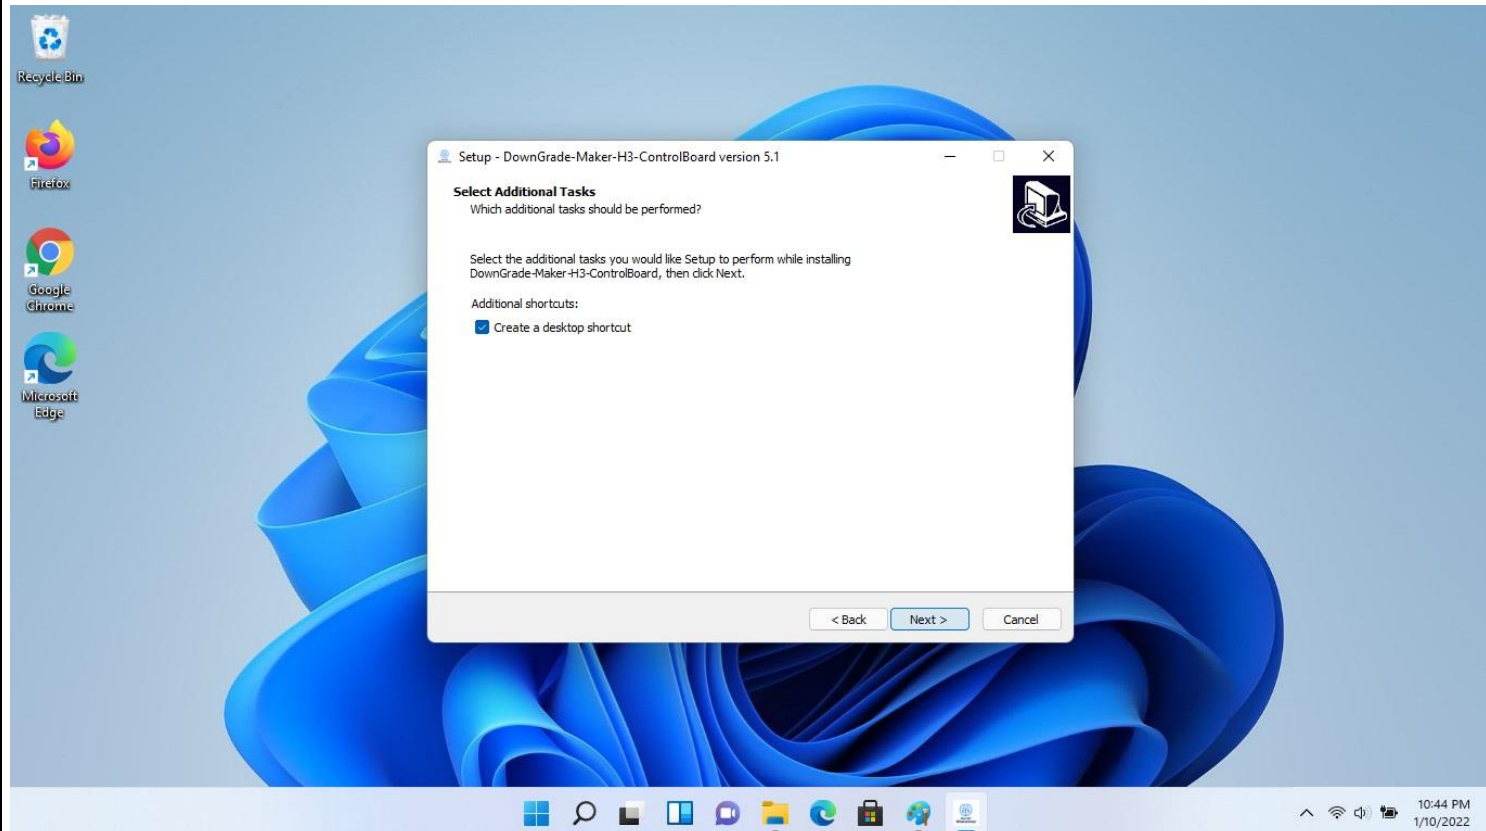 Recycle Bin
Firefox
Google
Chrome
Microsoft
Edge
Setup - DownGrade-Maker-H3-ControlBoard version 5.1
Select Additional Tasks
Which additional tasks should be performed?
Select the additional tasks you would like Setup to perform while installing
DownGrade-Maker-H3-ControlBoard, then click Next.
Additional shortcuts:
Create a desktop shortcut
< Back
Next >
Cancel
10:44 PM
1/10/2022